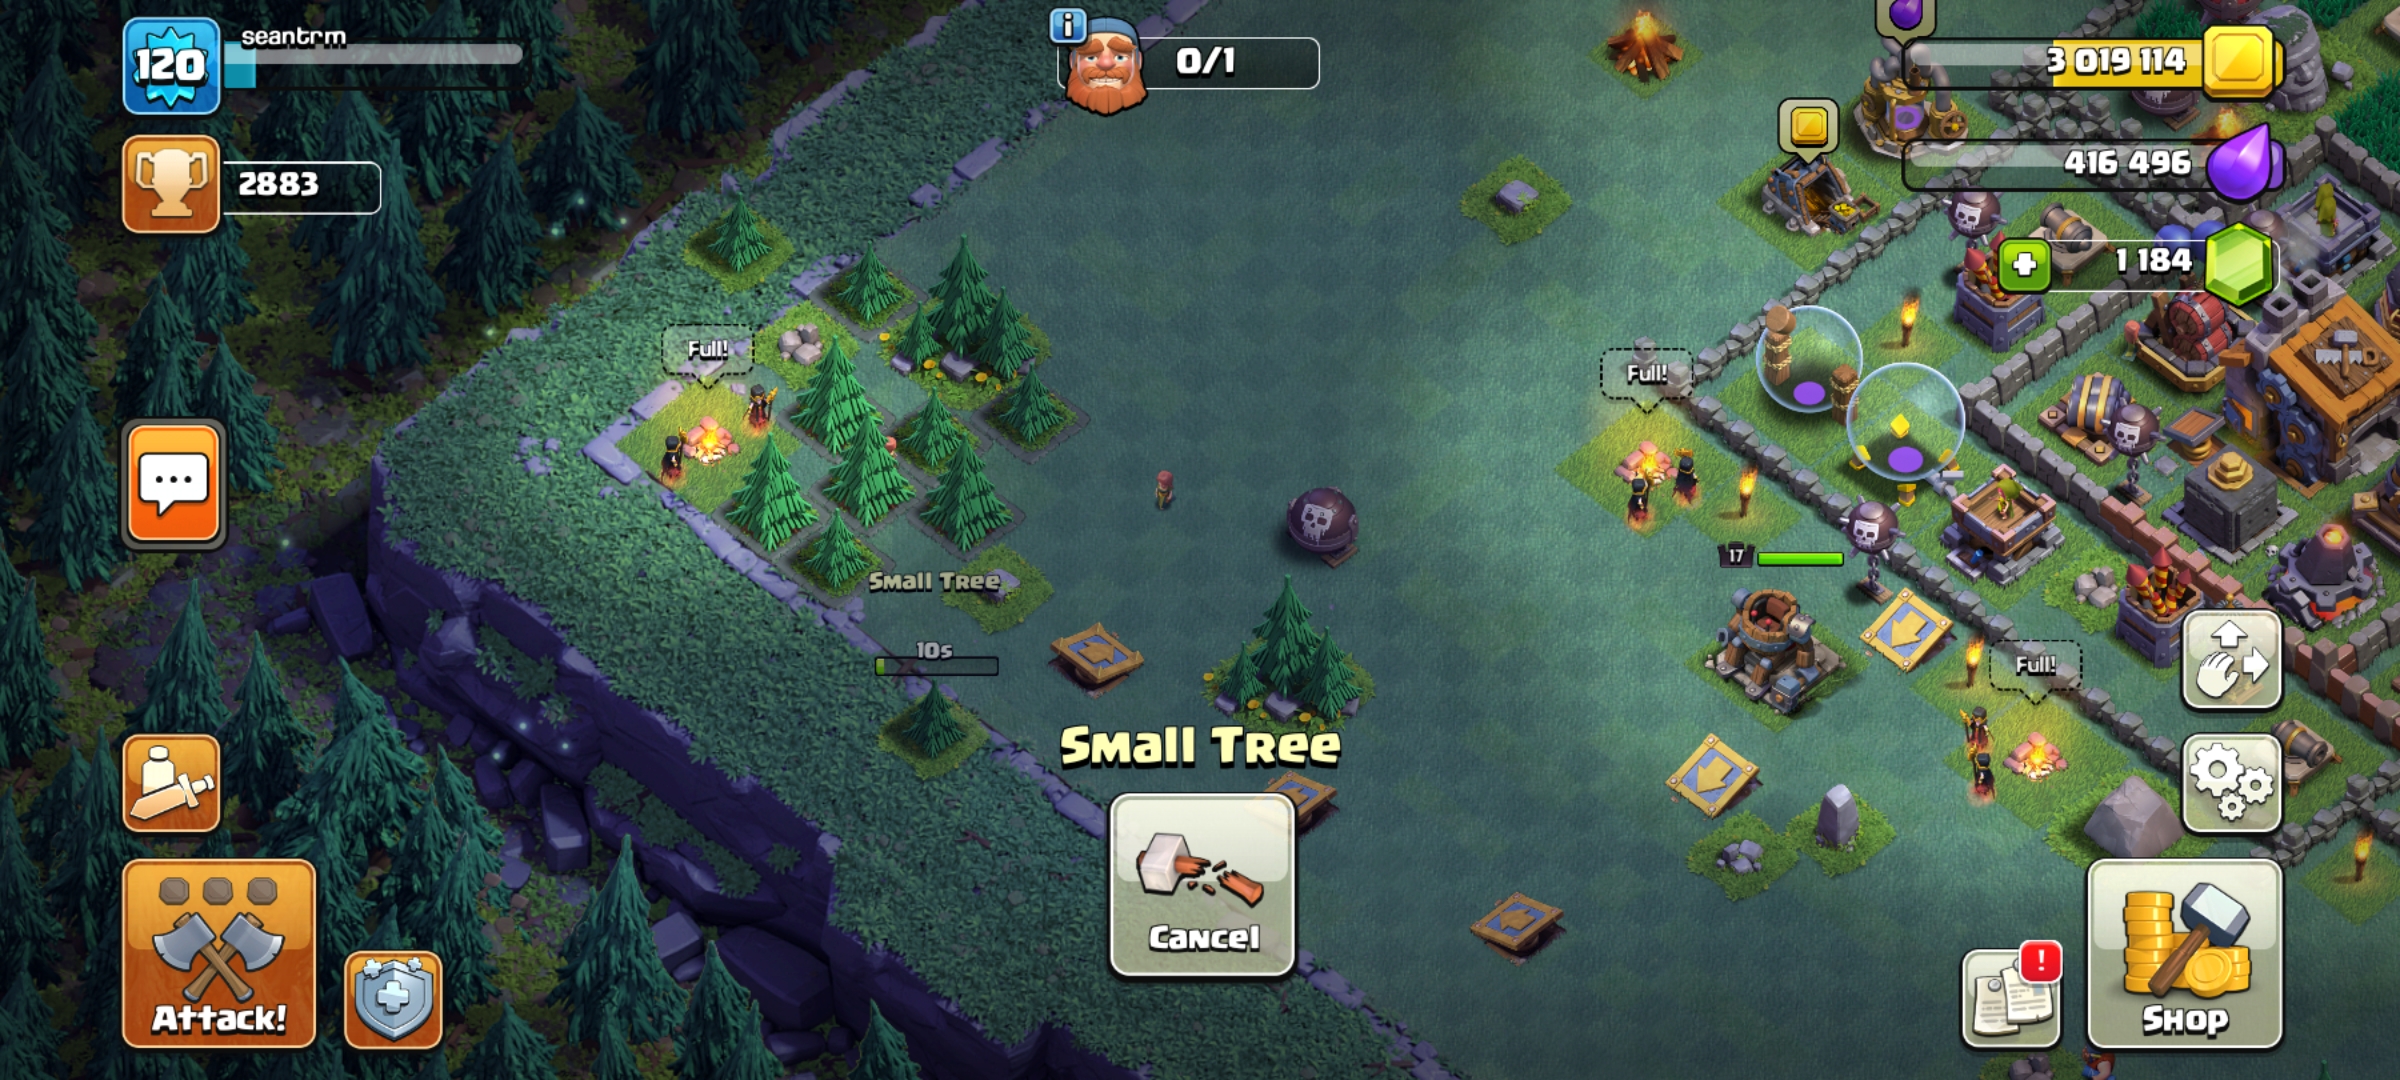 120
seantrm
0/1
3 019 114
2883
416 496
1 184
Full!
Full!
17
Small Tree
10s
Full!
Small Tree
Cancel
Attack!
!
Shop